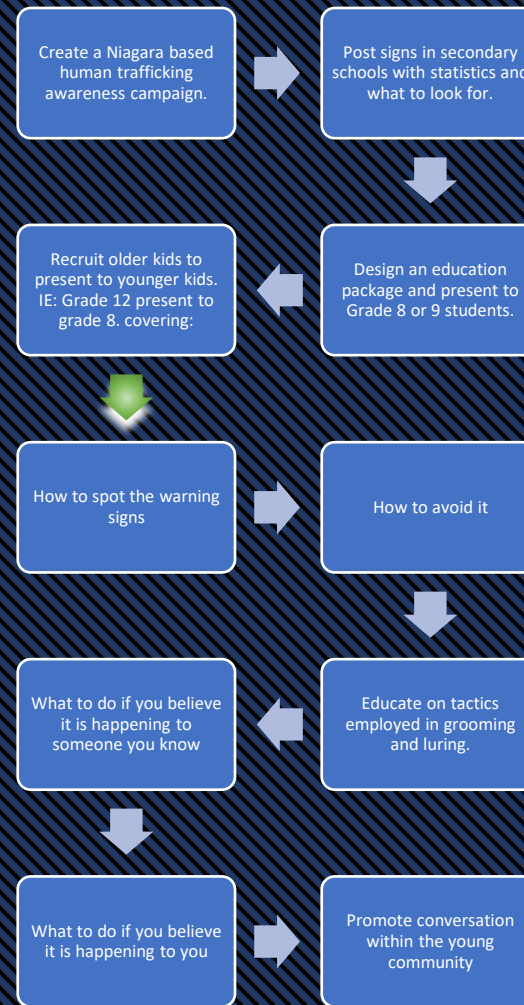 Create a Niagara based
human trafficking
awareness campaign.
Post signs in secondary
schools with statistics and
what to look for.
Design an education
package and present to
Grade 8 or 9 students.
Recruit older kids to
present to younger kids.
IE: Grade 12 present to
grade 8. covering:
How to spot the warning
signs
How to avoid it
Educate on tactics
employed in grooming
and luring.
What to do if you believe
it is happening to
someone you know
What to do if you believe
it is happening to you
Promote conversation
within the young
community